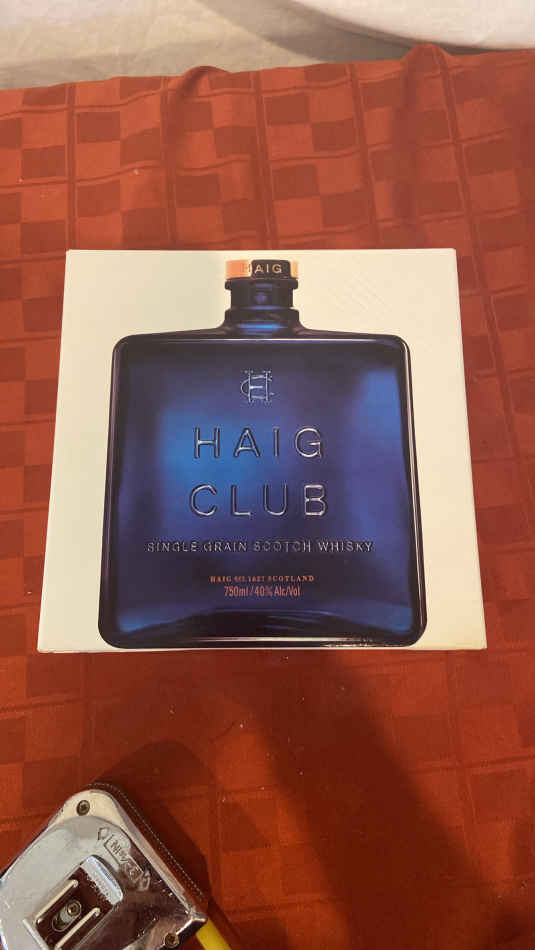 HAIG
HAIG
CLUB
SINGLE GRAIN SCOTCH WHISKY
HAIG EST. 1627 SCOTLAND
750ml / 40% Alc/Vol